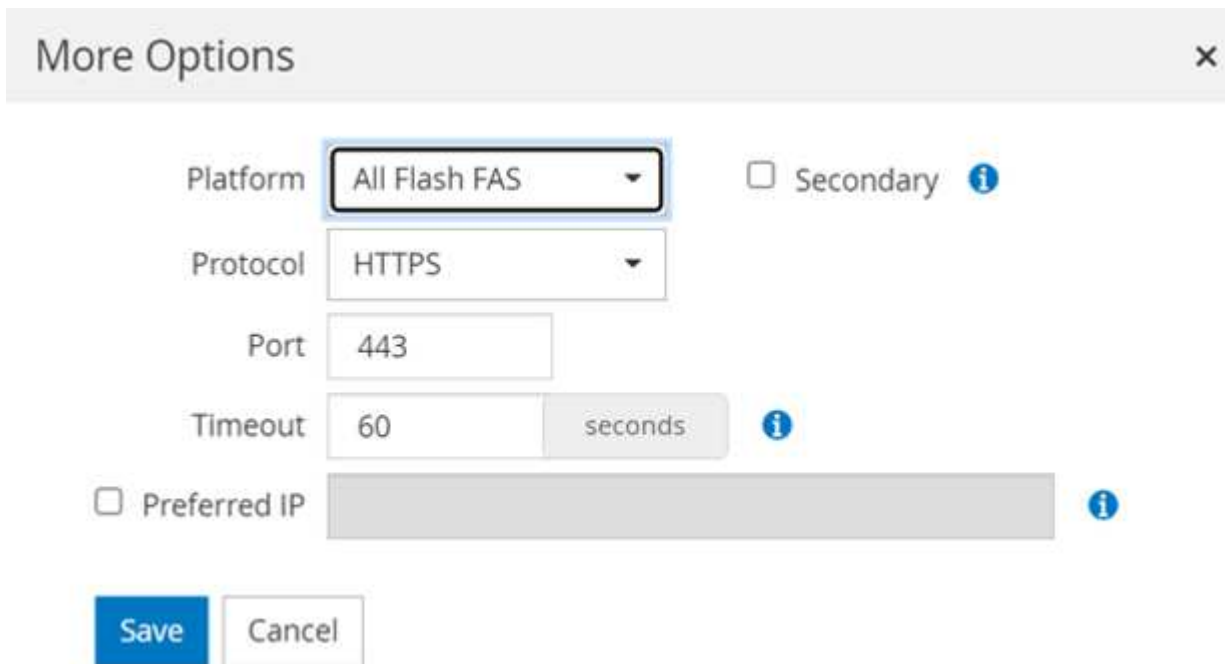 More Options
Platform All Flash FAS Secondary
Protocol HTTPS
Port 443
Timeout 60 seconds
Preferred IP
Save Cancel